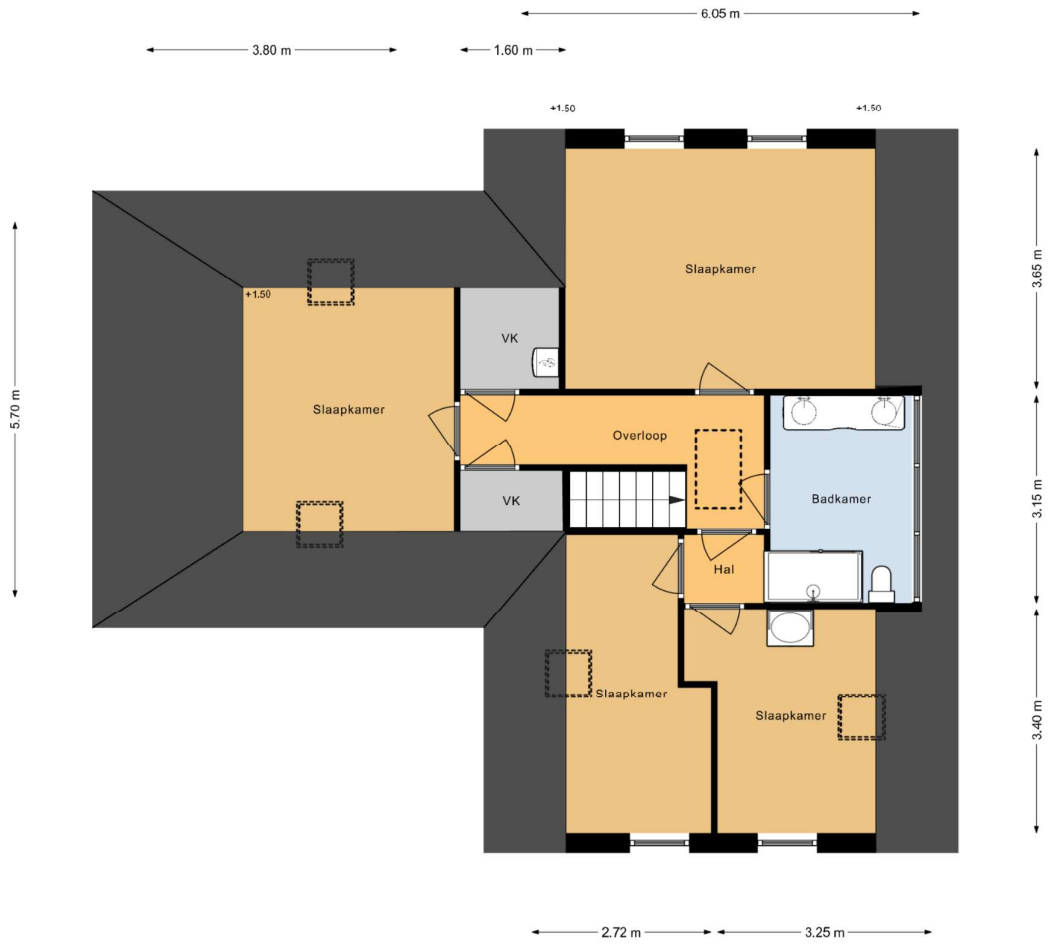 6.05 m
3.80 m
1.60 m
+1.50
+1.50
3.65 m
Slaapkamer
+1.50
VK
5.70 m
Slaapkamer
Overloop
VK
Badkamer
3.15 m
Hal
Slaapkamer
Slaapkamer
3.40 m
2.72 m
3.25 m